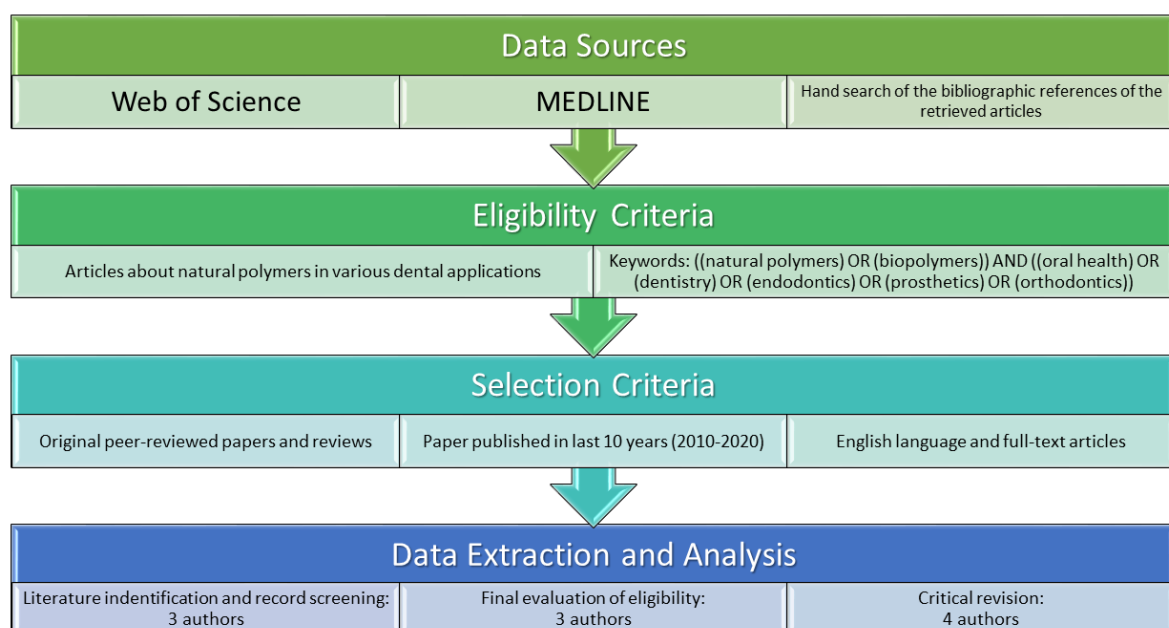 Data Sources
Web of Science
MEDLINE
Hand search of the bibliographic references of the
retrieved articles
Eligibility Criteria
Articles about natural polymers in various dental applications
Keywords: ((natural polymers) OR (biopolymers)) AND ((oral health) OR
(dentistry) OR (endodontics) OR (prosthetics) OR (orthodontics))
Selection Criteria
Original peer-reviewed papers and reviews
Paper published in last 10 years (2010-2020)
English language and full-text articles
Data Extraction and Analysis
Literature indentification and record screening:
3 authors
Final evaluation of eligibility:
3 authors
Critical revision:
4 authors